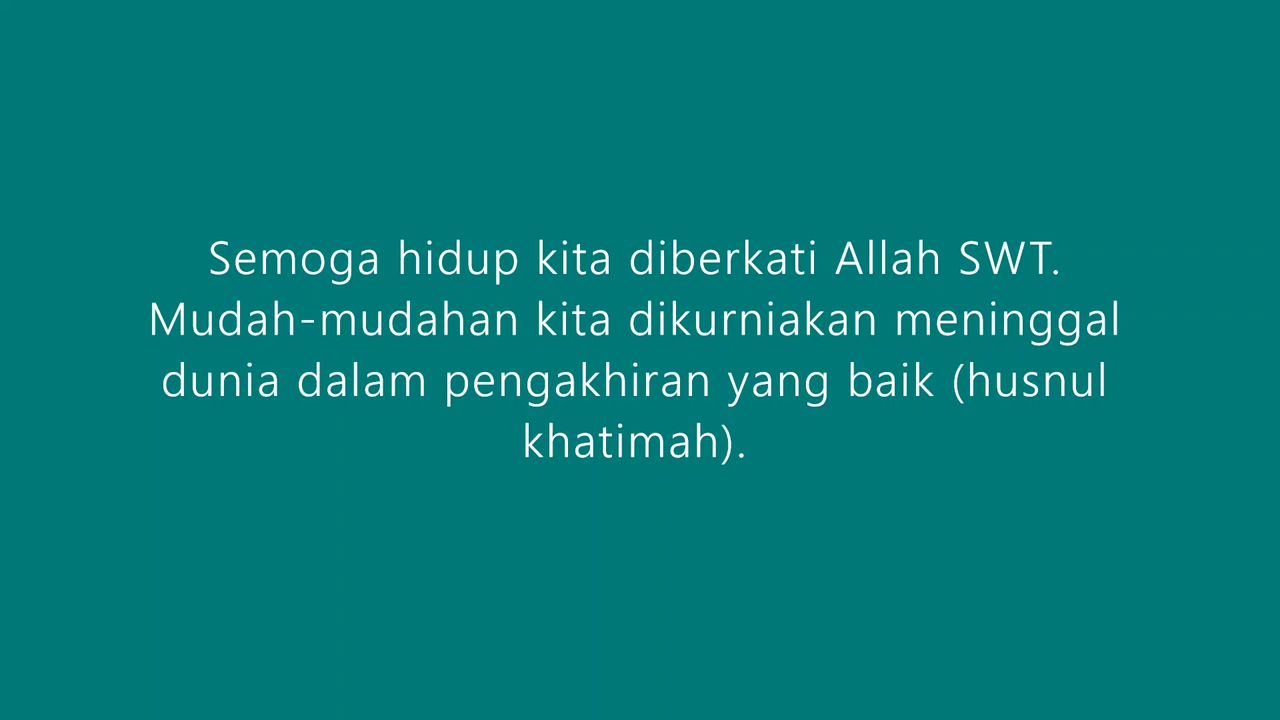 Semoga hidup kita diberkati Allah SWT.
Mudah-mudahan kita dikurniakan meninggal
dunia dalam pengakhiran yang baik (husnul
khatimah).